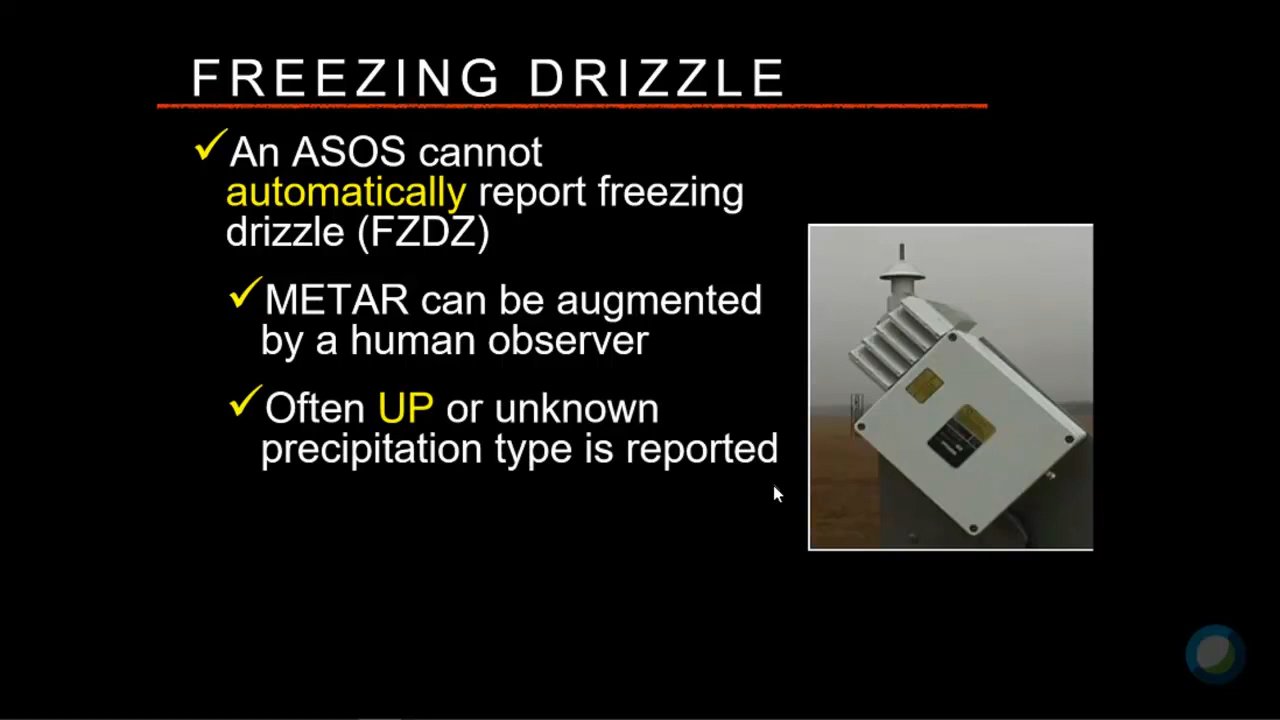 FREEZING DRIZZLE
An ASOS cannot
automatically report freezing
drizzle (FZDZ)
METAR can be augmented
by a human observer
Often UP or unknown
precipitation type is reported